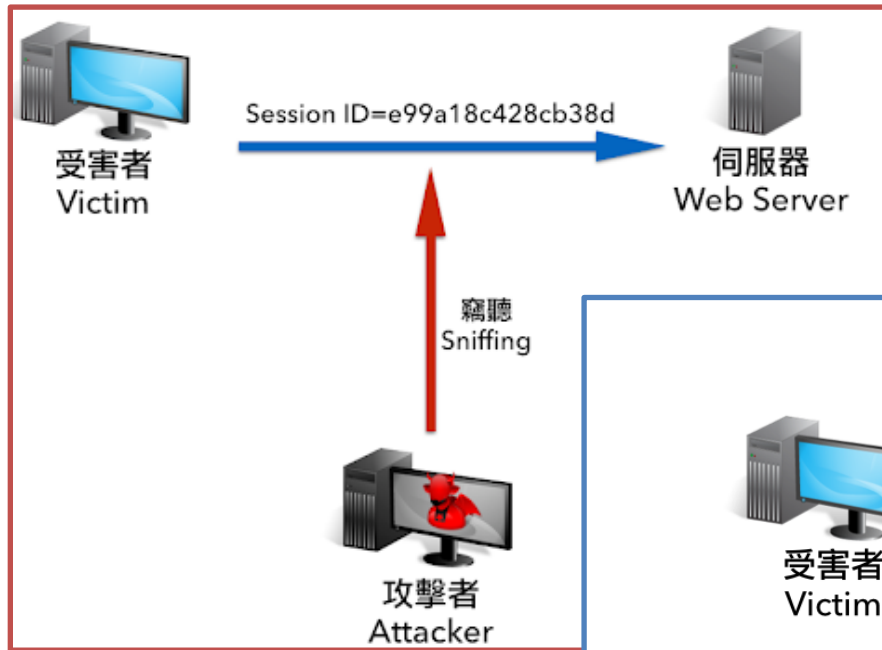 Session ID=e99a18c428cb38d
受害者
Victim
伺服器
Web Server
竊聽
Sniffing
攻擊者
Attacker
受害者
Victim